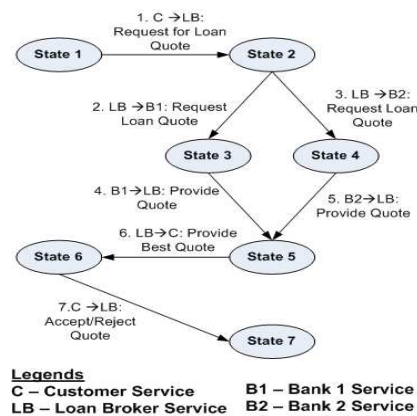 1. C →LB:
Request for Loan
Quote
State 1
State 2
2. LB →B1: Request
Loan Quote
3. LB →B2:
Request Loan
Quote
State 3
State 4
4. B1→LB: Provide
Quote
5. B2→LB:
Provide Quote
6. LB→C: Provide
Best Quote
State 6
State 5
7.C →LB:
Accept/Reject
Quote
State 7
Legends
C – Customer Service
B1 – Bank 1 Service
LB – Loan Broker Service
B2 – Bank 2 Service